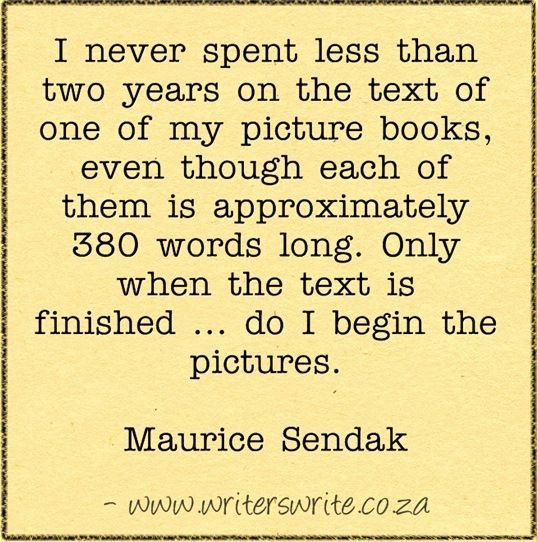 I never spent less than
two years on the text of
one of my picture books,
even though each of
them is approximately
380 words long. Only
when the text is
finished ... do I begin the
pictures.
Maurice Sendak
- www.writerswrite.co.za